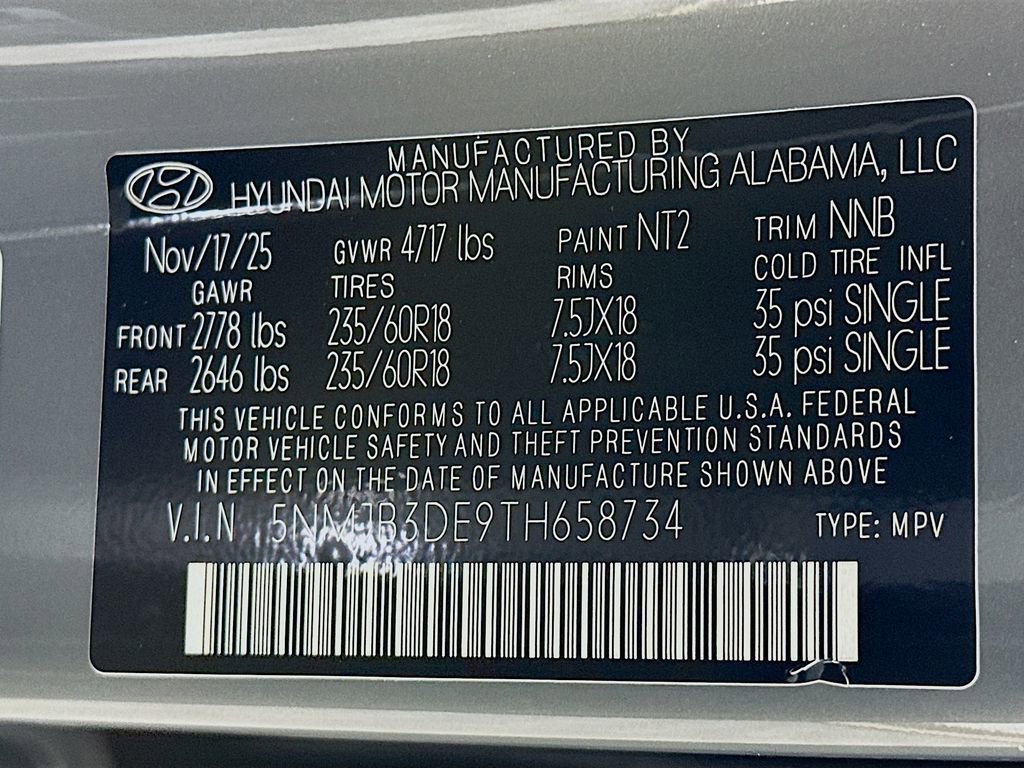 MANUFACTURED BY
HYUNDAI MOTOR MANUFACTURING ALABAMA, LLC
Nov/17/25 GVWR 4717 lbs PAINT NT2 TRIM NNB
GAWR TIRES RIMS COLD TIRE INFL
FRONT 2778 lbs 235/60R18 7.5JX18 35 psi SINGLE
REAR 2646 lbs 235/60R18 7.5JX18 35 psi SINGLE
THIS VEHICLE CONFORMS TO ALL APPLICABLE U.S.A. FEDERAL
MOTOR VEHICLE SAFETY AND THEFT PREVENTION STANDARDS
IN EFFECT ON THE DATE OF MANUFACTURE SHOWN ABOVE
V.I.N 5NMJB3DE9TH658734 TYPE: MPV